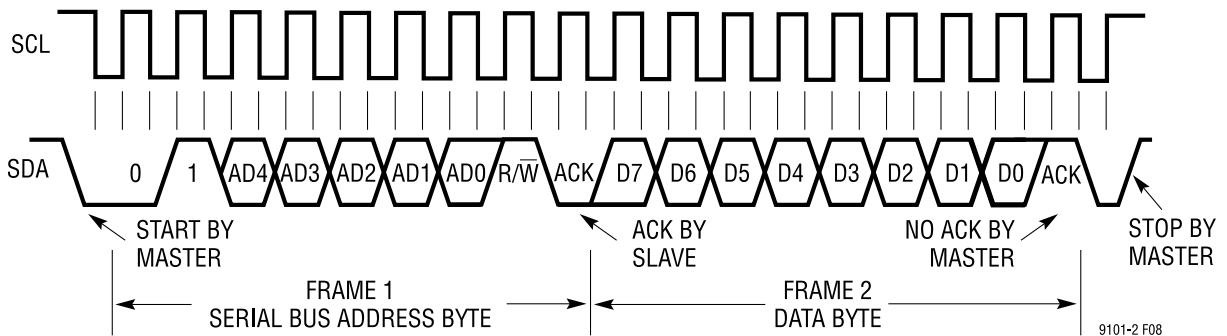 SCL
SDA 0 1 AD4 AD3 AD2 AD1 AD0 R/W̅ ACK D7 D6 D5 D4 D3 D2 D1 D0 ACK
START BY
MASTER
ACK BY
SLAVE
NO ACK BY
MASTER
STOP BY
MASTER
FRAME 1
SERIAL BUS ADDRESS BYTE
FRAME 2
DATA BYTE
9101-2 F08